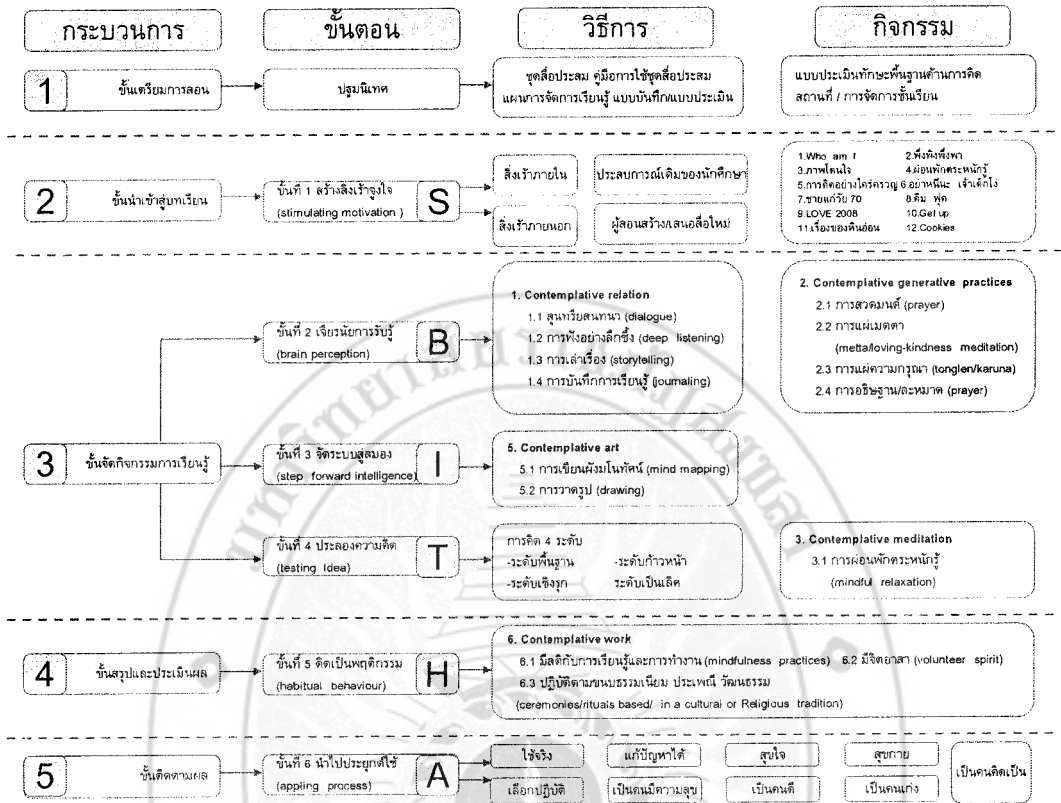 กระบวนการ
ขั้นตอน
วิธีการ
กิจกรรม
1
ขั้นเตรียมการสอน
ปฐมนิเทศ
ชุดสื่อประสม คู่มือการใช้ชุดสื่อประสม
แผนการจัดการเรียนรู้ แบบบันทึก/แบบประเมิน
แบบประเมินทักษะพื้นฐานด้านการคิด
สถานที่ / การจัดการชั้นเรียน
2
ขั้นนำเข้าสู่บทเรียน
ขั้นที่ 1 สร้างสิ่งเร้าจูงใจ
(stimulating motivation )
S
สิ่งเร้าภายใน
ประสบการณ์เดิมของนักศึกษา
สิ่งเร้าภายนอก
ผู้สอนสร้าง/เสนอสื่อใหม่
1.Who am I
2.พึ่งพิงพึ่งพา
3.ภาพโดนใจ
4.ผ่อนพักตระหนักรู้
5.การคิดอย่างใคร่ครวญ
6.อย่าหนีนะ เจ้าเด็กโง่
7.ชายแก่วัย 70
8.ติม ฟุต
9.LOVE 2008
10.Get up
11.เรื่องของหินอ่อน
12.Cookies
3
ขั้นจัดกิจกรรมการเรียนรู้
ขั้นที่ 2 เจียรนัยการรับรู้
(brain perception)
B
1. Contemplative relation
1.1 สุนทรียสนทนา (dialogue)
1.2 การฟังอย่างลึกซึ้ง (deep listening)
1.3 การเล่าเรื่อง (storytelling)
1.4 การบันทึกการเรียนรู้ (journaling)
2. Contemplative generative practices
2.1 การสวดมนต์ (prayer)
2.2 การแผ่เมตตา
(metta/loving-kindness meditation)
2.3 การแผ่ความกรุณา (tonglen/karuna)
2.4 การอธิษฐาน/ละหมาด (prayer)
ขั้นที่ 3 จัดระบบสู่สมอง
(step forward intelligence)
I
5. Contemplative art
5.1 การเขียนผังมโนทัศน์ (mind mapping)
5.2 การวาดรูป (drawing)
ขั้นที่ 4 ประลองความคิด
(testing Idea)
T
การคิด 4 ระดับ
-ระดับพื้นฐาน -ระดับก้าวหน้า
-ระดับเชิงรุก ระดับเป็นเลิศ
3. Contemplative meditation
3.1 การผ่อนพักตระหนักรู้
(mindful relaxation)
4
ขั้นสรุปและประเมินผล
ขั้นที่ 5 ติดเป็นพฤติกรรม
(habitual behaviour)
H
6. Contemplative work
6.1 มีสติกับการเรียนรู้และการทำงาน (mindfulness practices) 6.2 มีจิตอาสา (volunteer spirit)
6.3 ปฏิบัติตามขนบธรรมเนียม ประเพณี วัฒนธรรม
(ceremonies/rituals based/ in a cultural or Religious tradition)
5
ขั้นติดตามผล
ขั้นที่ 6 นำไปประยุกต์ใช้
(appling process)
A
ใช้จริง
แก้ปัญหาได้
สุขใจ
สุขกาย
เลือกปฏิบัติ
เป็นคนมีความสุข
เป็นคนดี
เป็นคนเก่ง
เป็นคนคิดเป็น